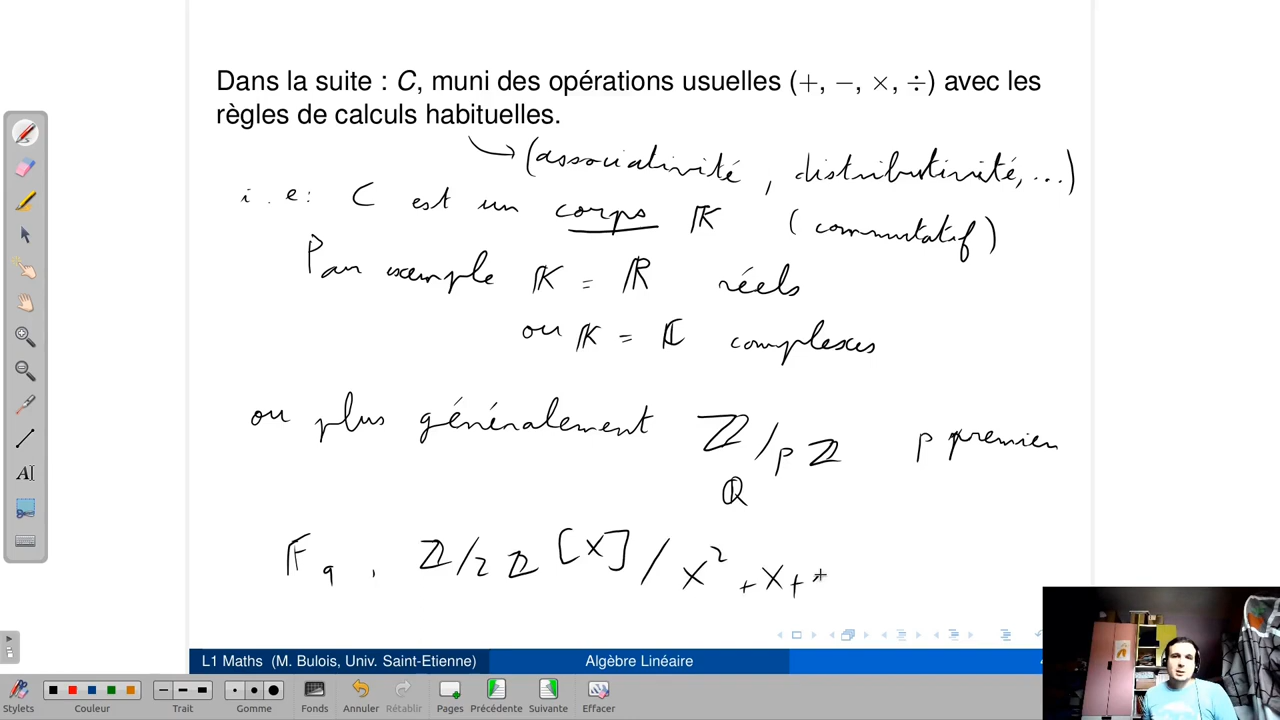 Dans la suite : C, muni des opérations usuelles (+, −, ×, ÷) avec les
règles de calculs habituelles.
(associativité, distributivité, ...)
i.e: C est un corps 𝕂 (commutatif)
Par exemple 𝕂 = ℝ réels
ou 𝕂 = ℂ complexes
ou plus généralement ℤ/pℤ p premier
ℚ
𝔽q, ℤ/2ℤ [X] / X² + X +
L1 Maths (M. Bulois, Univ. Saint-Etienne) Algèbre Linéaire
Stylets Couleur Trait Gomme Fonds Annuler Rétablir Pages Précédente Suivante Effacer